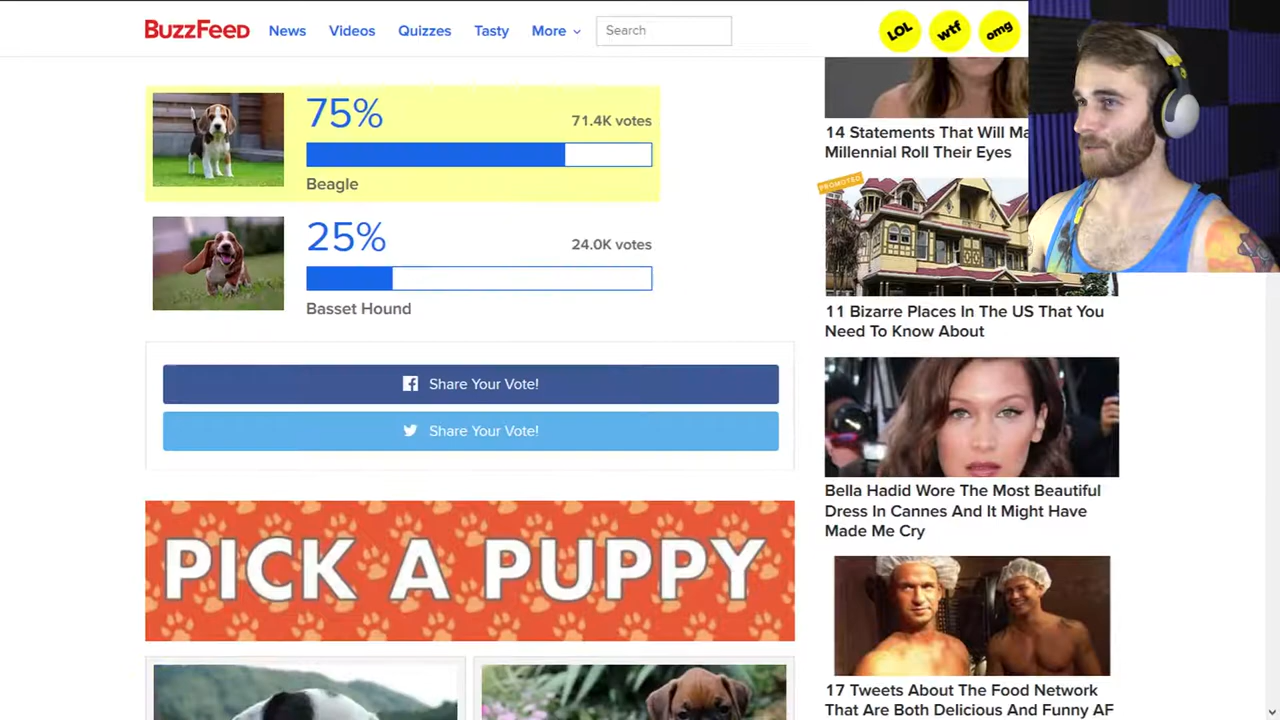 BuzzFeed News Videos Quizzes Tasty More Search LOL wtf omg
75%
71.4K votes
Beagle
25%
24.0K votes
Basset Hound
Share Your Vote!
Share Your Vote!
PICK A PUPPY
14 Statements That Will
Millennial Roll Their Eyes
PROMOTED
11 Bizarre Places In The US That You
Need To Know About
Bella Hadid Wore The Most Beautiful
Dress In Cannes And It Might Have
Made Me Cry
17 Tweets About The Food Network
That Are Both Delicious And Funny AF